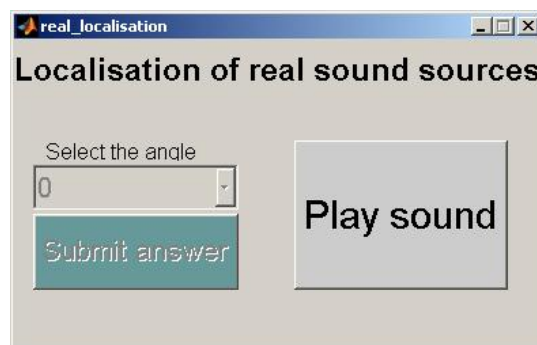 real_localisation
Localisation of real sound sources
Select the angle
0
Submit answer
Play sound